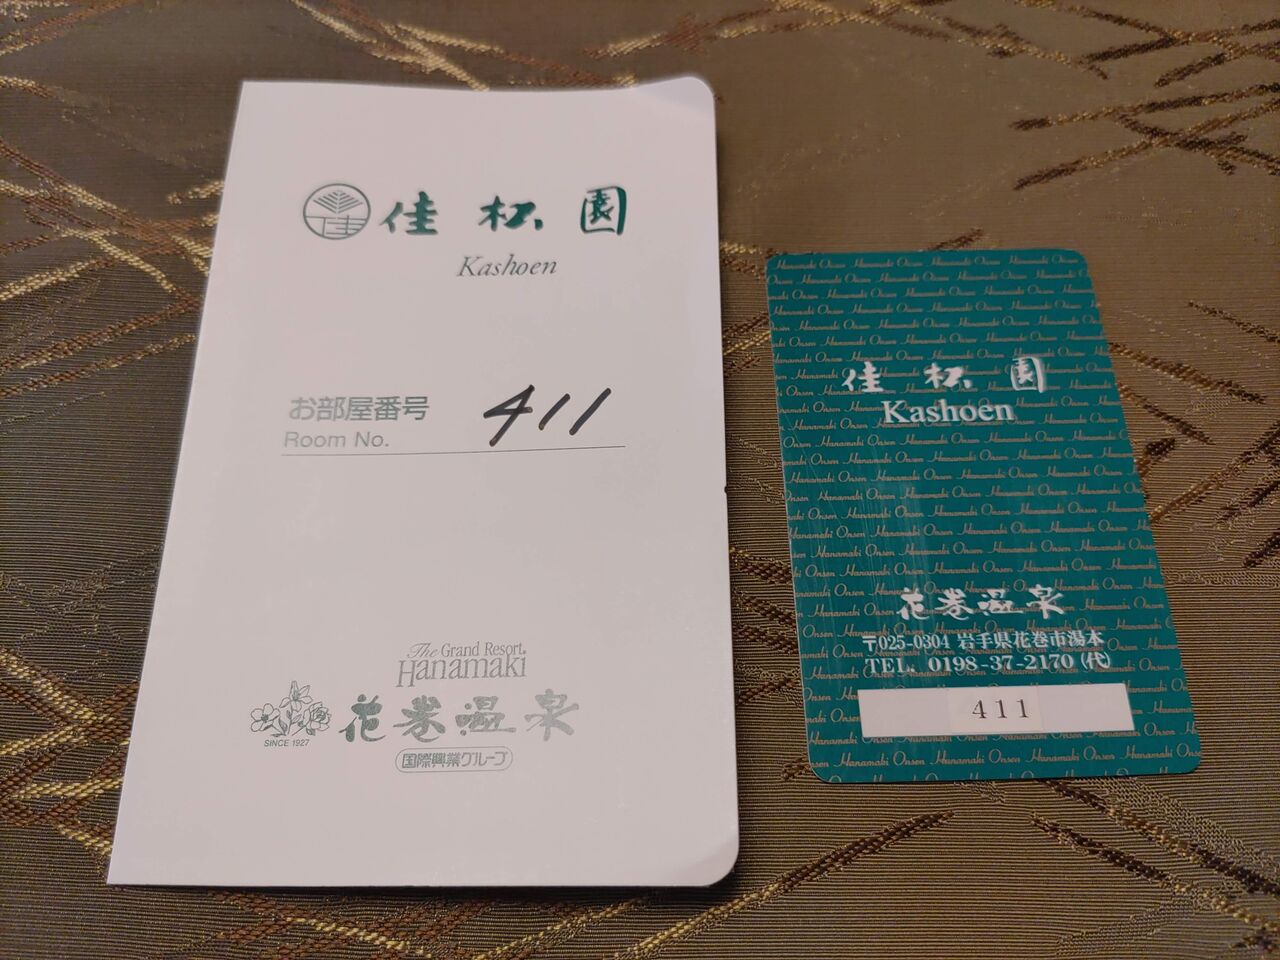 佳松園
Kashoen
お部屋番号 411
Room No.
The Grand Resort
Hanamaki
SINCE 1927
花巻温泉
国際興業グループ
佳松園
Kashoen
花巻温泉
〒025-0304 岩手県花巻市湯本
TEL. 0198-37-2170 (代)
411